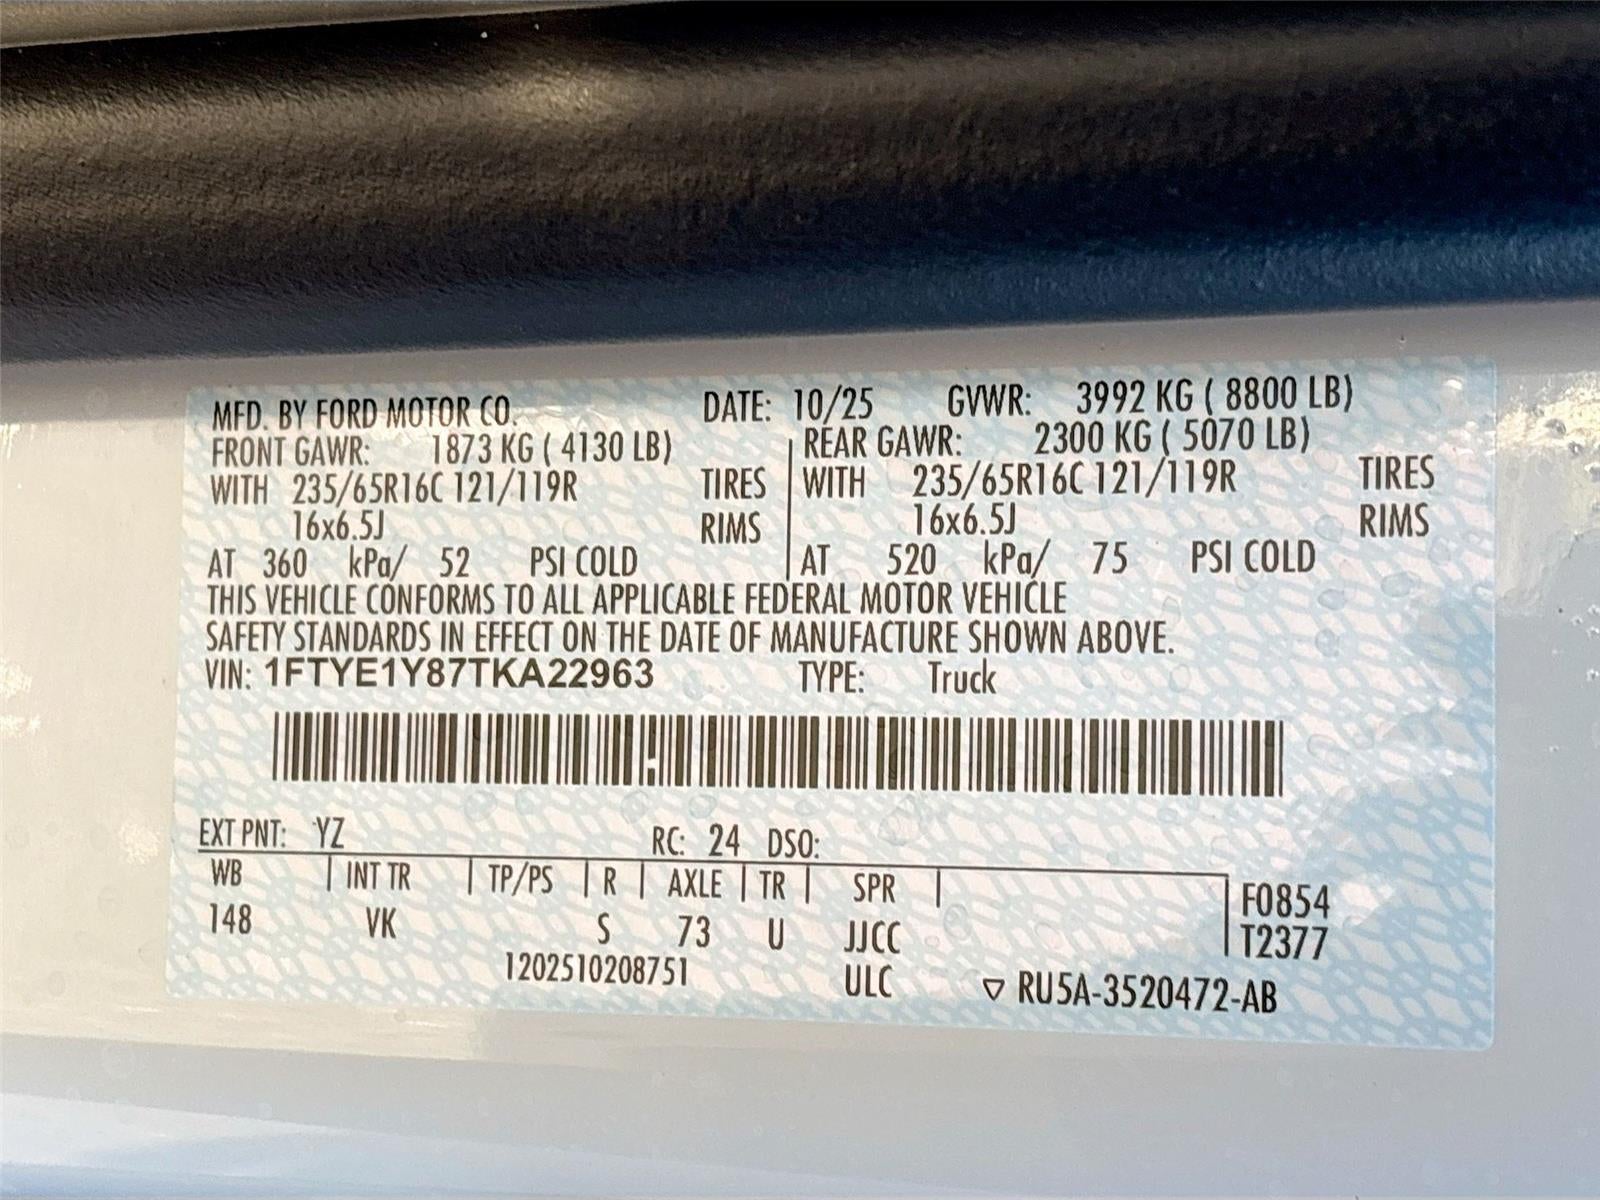 MFD. BY FORD MOTOR CO. DATE: 10/25 GVWR: 3992 KG ( 8800 LB)
FRONT GAWR: 1873 KG ( 4130 LB) REAR GAWR: 2300 KG ( 5070 LB)
WITH 235/65R16C 121/119R TIRES WITH 235/65R16C 121/119R TIRES
16x6.5J RIMS 16x6.5J RIMS
AT 360 kPa/ 52 PSI COLD AT 520 kPa/ 75 PSI COLD
THIS VEHICLE CONFORMS TO ALL APPLICABLE FEDERAL MOTOR VEHICLE
SAFETY STANDARDS IN EFFECT ON THE DATE OF MANUFACTURE SHOWN ABOVE.
VIN: 1FTYE1Y87TKA22963 TYPE: Truck
EXT PNT: YZ RC: 24 DSO:
WB INT TR TP/PS R AXLE TR SPR F0854
148 VK S 73 U JJCC T2377
1202510208751 ULC RU5A-3520472-AB